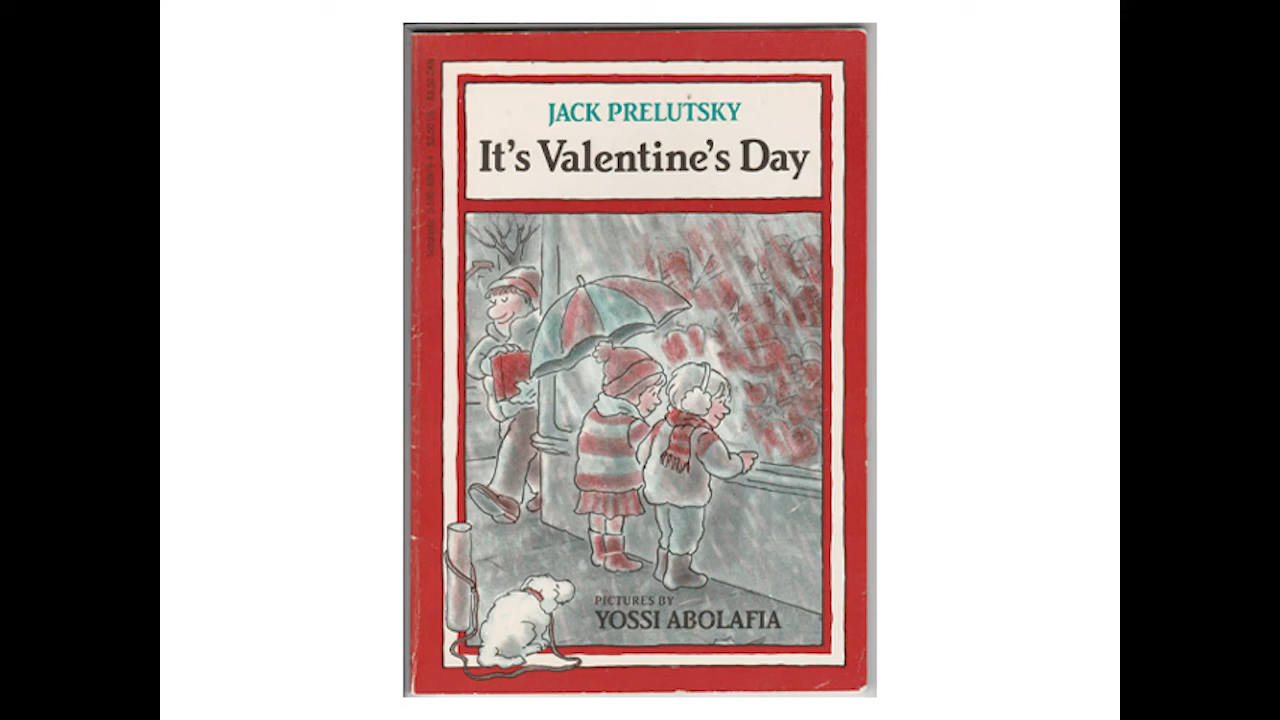 JACK PRELUTSKY
It's Valentine's Day
PICTURES BY
YOSSI ABOLAFIA